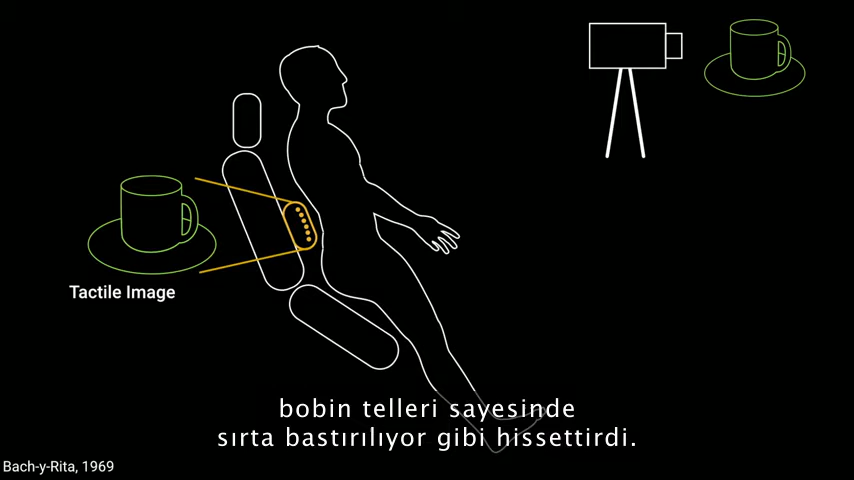 Tactile Image
bobin telleri sayesinde
sırta bastırılıyor gibi hissettirdi.
Bach-y-Rita, 1969